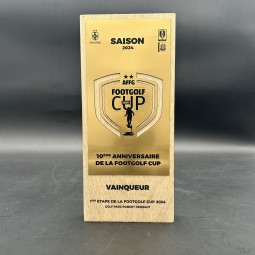 SAISON
2024
AFFG
FOOTGOLF
CUP
10ÈME ANNIVERSAIRE
DE LA FOOTGOLF CUP
VAINQUEUR
1ÈRE ETAPE DE LA FOOTGOLF CUP 2024